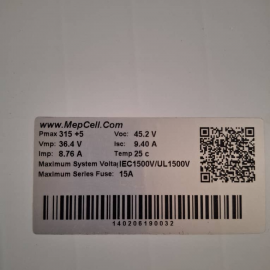 www.MepCell.Com
Pmax 315 +5 Voc: 45.2 V
Vmp: 36.4 V Isc: 9.40 A
Imp: 8.76 A Temp 25 c
Maximum System Volta IEC1500V/UL1500V
Maximum Series Fuse: 15A
140206190032